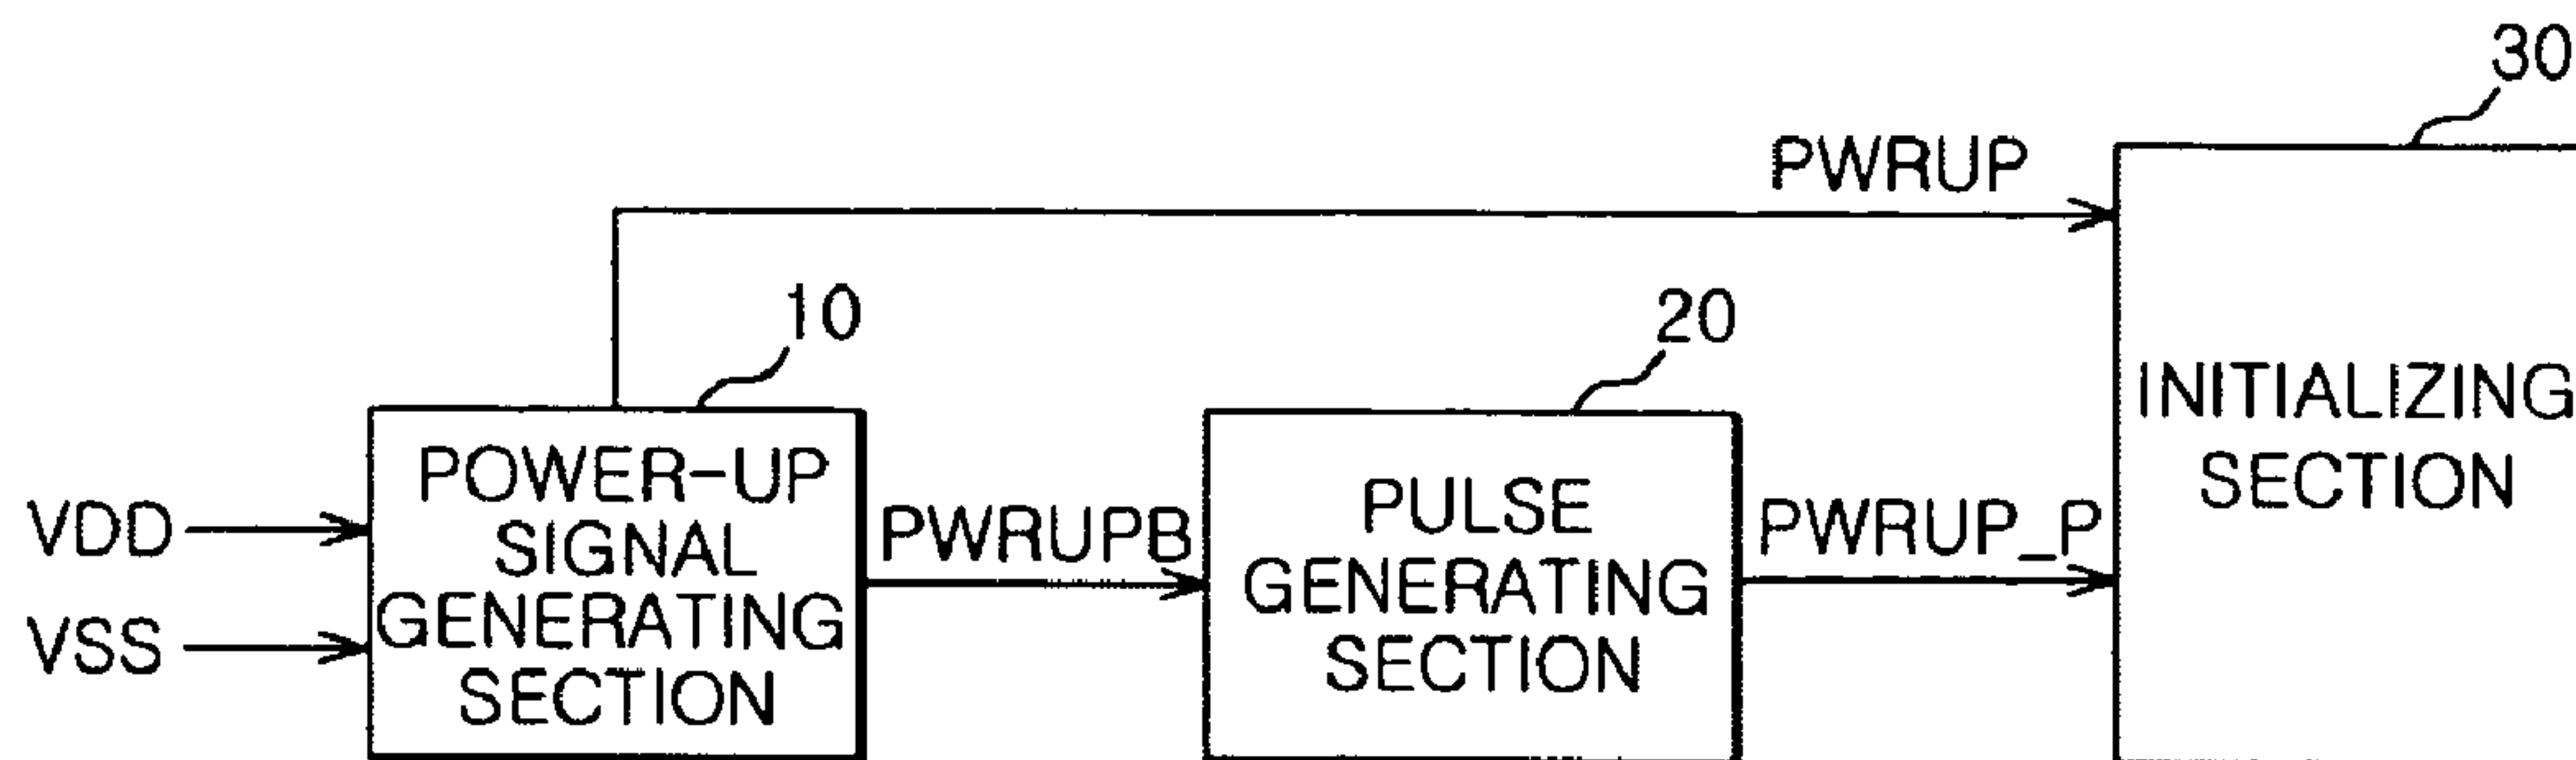 30
PWRUP
10
20
INITIALIZING
SECTION
POWER-UP
SIGNAL
GENERATING
SECTION
VDD
VSS
PWRUPB
PULSE
GENERATING
SECTION
PWRUP_P